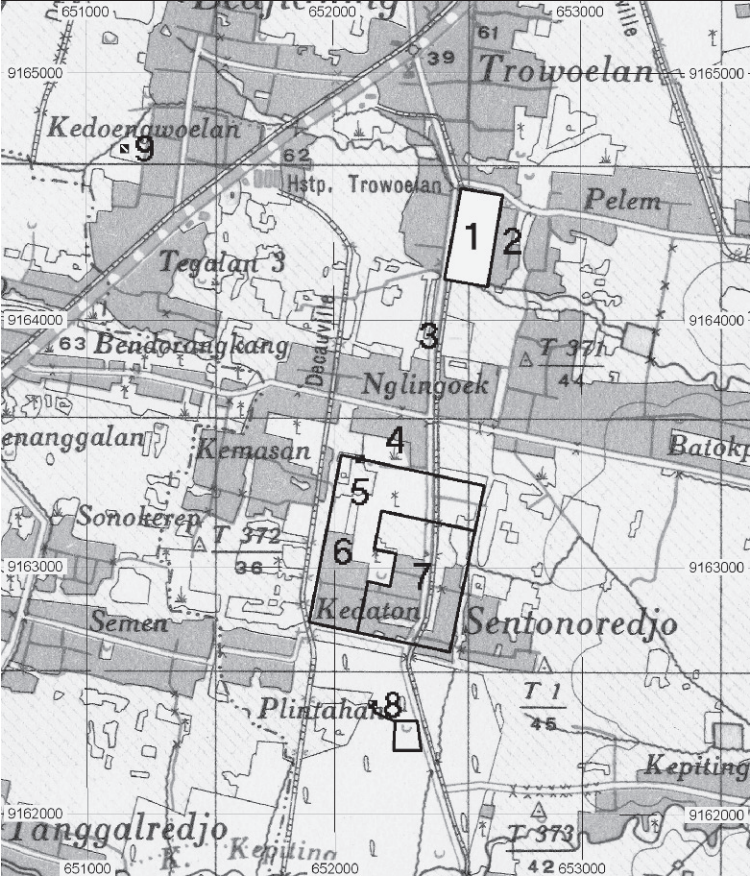 651000 652000 653000
39 61
9165000 Trowoelan 9165000
Kedoengwoelan
9
62
Hstp. Trowoelan
Pelem
1 2
Tegalan 3
9164000 9164000
3
Decauville
63 Bendorangkang
T 371
44
Nglingoek
enanggalan
Kemasan
4
Batokp
5
Sonokerep
T 372
36
6
9163000 9163000
7
Kedaton
Semen
Sentonoredjo
T 1
45
Plintahan
8
Kepiting
9162000 9162000
Tanggalredjo
T 373
42
K. Kepiting
651000 652000 653000